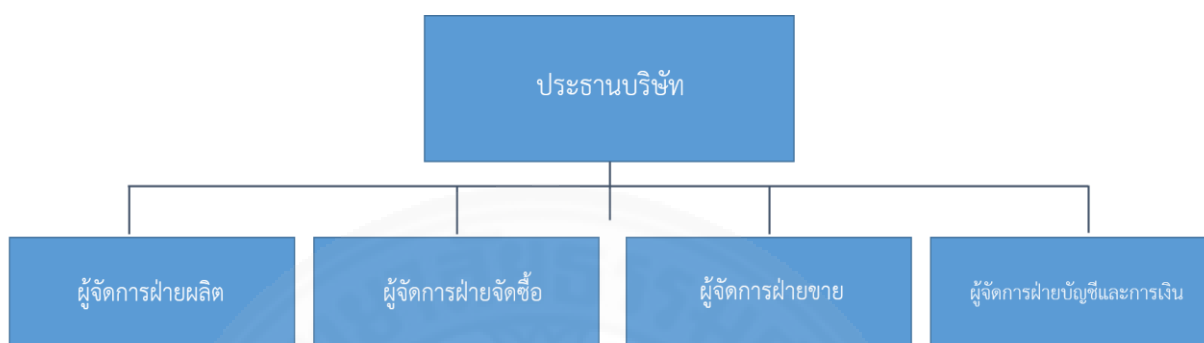 ประธานบริษัท
ผู้จัดการฝ่ายผลิต
ผู้จัดการฝ่ายจัดซื้อ
ผู้จัดการฝ่ายขาย
ผู้จัดการฝ่ายบัญชีและการเงิน